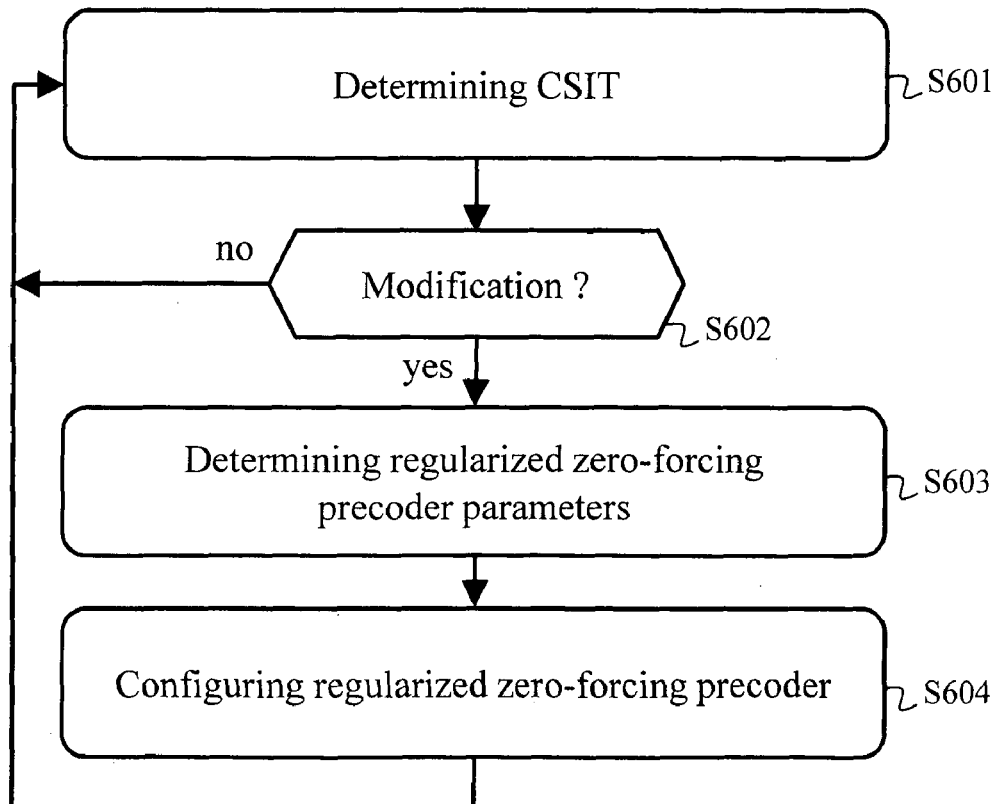 Determining CSIT
S601
no
Modification ?
S602
yes
Determining regularized zero-forcing
precoder parameters
S603
Configuring regularized zero-forcing precoder
S604